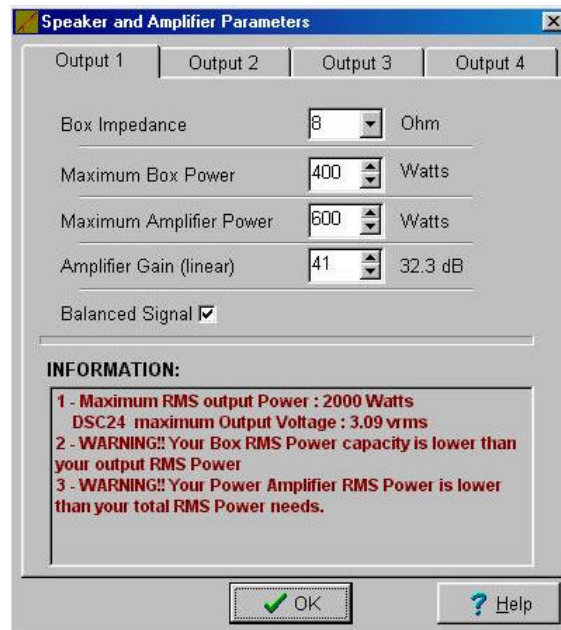 Speaker and Amplifier Parameters
Output 1 Output 2 Output 3 Output 4
Box Impedance 8 Ohm
Maximum Box Power 400 Watts
Maximum Amplifier Power 600 Watts
Amplifier Gain (linear) 41 32.3 dB
Balanced Signal
INFORMATION:
1 - Maximum RMS output Power : 2000 Watts
DSC24 maximum Output Voltage : 3.09 vrms
2 - WARNING!! Your Box RMS Power capacity is lower than
your output RMS Power
3 - WARNING!! Your Power Amplifier RMS Power is lower
than your total RMS Power needs.
OK ? Help